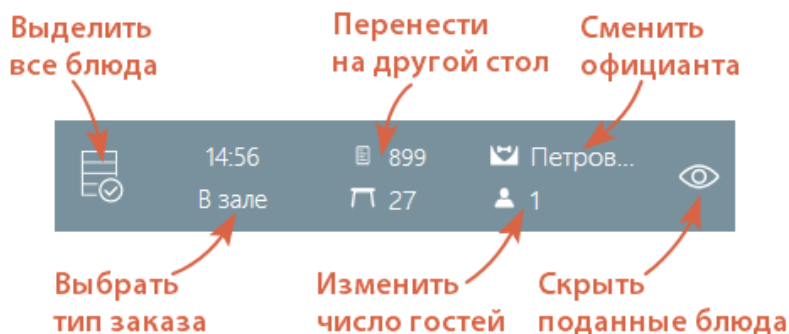 Выделить
все блюда
Перенести
на другой стол
Сменить
официанта
14:56
899
Петров...
В зале
27
1
Выбрать
тип заказа
Изменить
число гостей
Скрыть
поданные блюда